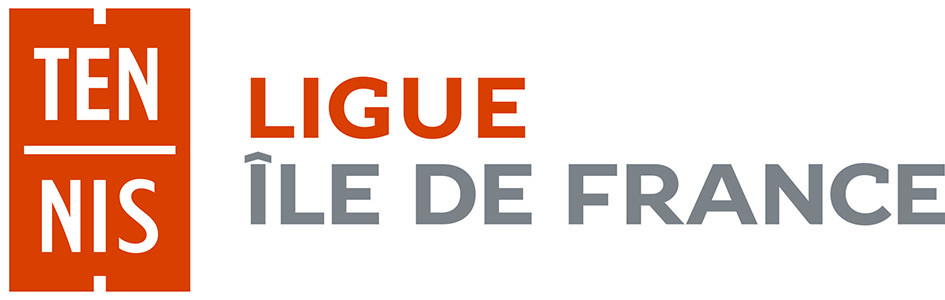 TEN
NIS
LIGUE
ÎLE DE FRANCE